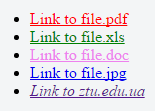 Link to file.pdf
Link to file.xls
Link to file.doc
Link to file.jpg
Link to ztu.edu.ua